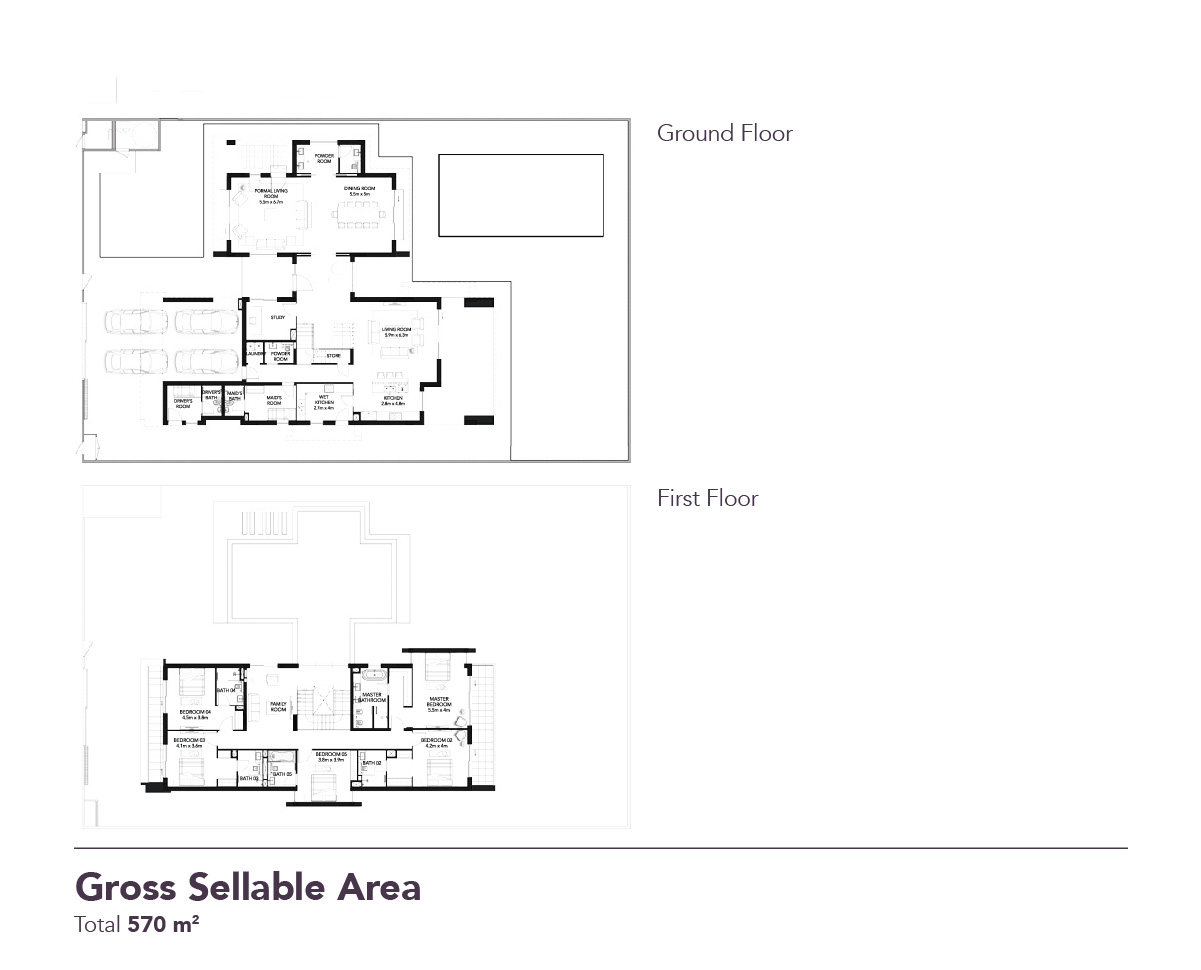 Ground Floor
POWDER
ROOM
FORMAL LIVING
ROOM
5.5m x 6.7m
DINING ROOM
5.5m x 5m
STUDY
LIVING ROOM
5.9m x 6.3m
LAUNDRY
POWDER
ROOM
STORE
DRIVER'S
ROOM
DRIVER'S
BATH
MAID'S
BATH
MAID'S
ROOM
WET
KITCHEN
2.7m x 4m
KITCHEN
2.8m x 4.8m
First Floor
BATH 04
BEDROOM 04
4.5m x 3.8m
FAMILY
ROOM
MASTER
BATHROOM
MASTER
BEDROOM
5.5m x 4m
BEDROOM 03
4.1m x 3.6m
BATH 03
BATH 05
BEDROOM 05
3.8m x 3.9m
BATH 02
BEDROOM 02
4.2m x 4m
Gross Sellable Area
Total 570 m²